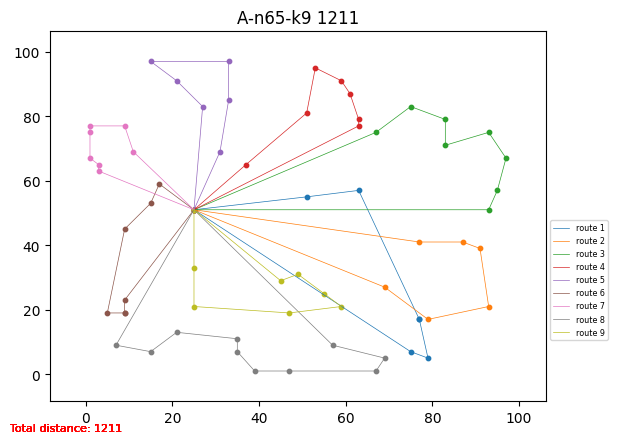 A-n65-k9 1211
100
80
60
40
20
0
0 20 40 60 80 100
route 1
route 2
route 3
route 4
route 5
route 6
route 7
route 8
route 9
Total distance: 1211